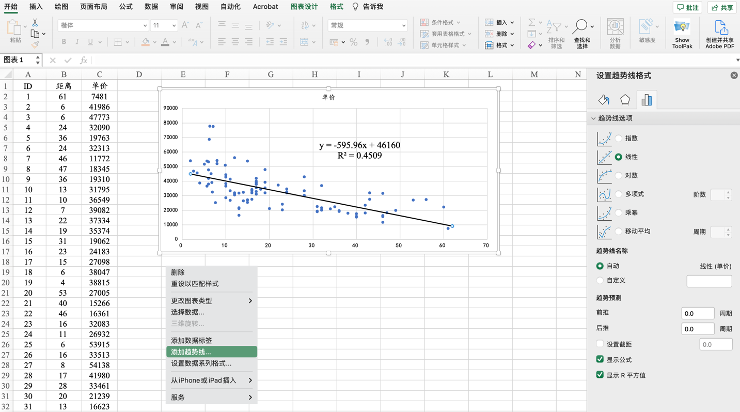 开始 插入 绘图 页面布局 公式 数据 审阅 视图 自动化 Acrobat 图表设计 格式 告诉我
批注 共享
粘贴 等线 11 常规
条件格式 套用表格格式 单元格样式
插入 删除 格式
排序和筛选 查找和选择 分析数据 敏感度 Show ToolPak 创建并共享 Adobe PDF
图表 1 fx
A B C D E F G H I J K L M N
1 ID 距离 单价
2 1 61 7481
3 2 6 41986
4 3 6 47773
5 4 24 32090
6 5 36 19763
7 6 24 32313
8 7 46 11772
9 8 47 18345
10 9 36 19310
11 10 13 31795
12 11 10 36549
13 12 7 39082
14 13 22 37334
15 14 19 35374
16 15 31 19062
17 16 23 24183
18 17 15 27098
19 18 6 38047
20 19 4 38815
21 20 53 27005
22 21 40 15266
23 22 46 16361
24 23 16 32083
25 24 11 26932
26 25 6 53915
27 26 16 33513
28 27 8 54138
29 28 17 41980
30 29 28 33461
31 30 20 21239
32 31 13 16623
单价
90000
80000
70000
60000
50000
40000
30000
20000
10000
0
0 10 20 30 40 50 60 70
y = -595.96x + 46160
R² = 0.4509
删除
重设以匹配样式
更改图表类型
选择数据...
三维旋转...
添加数据标签
添加趋势线...
设置数据系列格式...
从 iPhone 或 iPad 插入
服务
设置趋势线格式
趋势线选项
指数
线性
对数
多项式 阶数
乘幂
移动平均 周期
趋势线名称
自动 线性 (单价)
自定义
趋势预测
前推 0.0 周期
后推 0.0 周期
设置截距 0.0
显示公式
显示 R 平方值